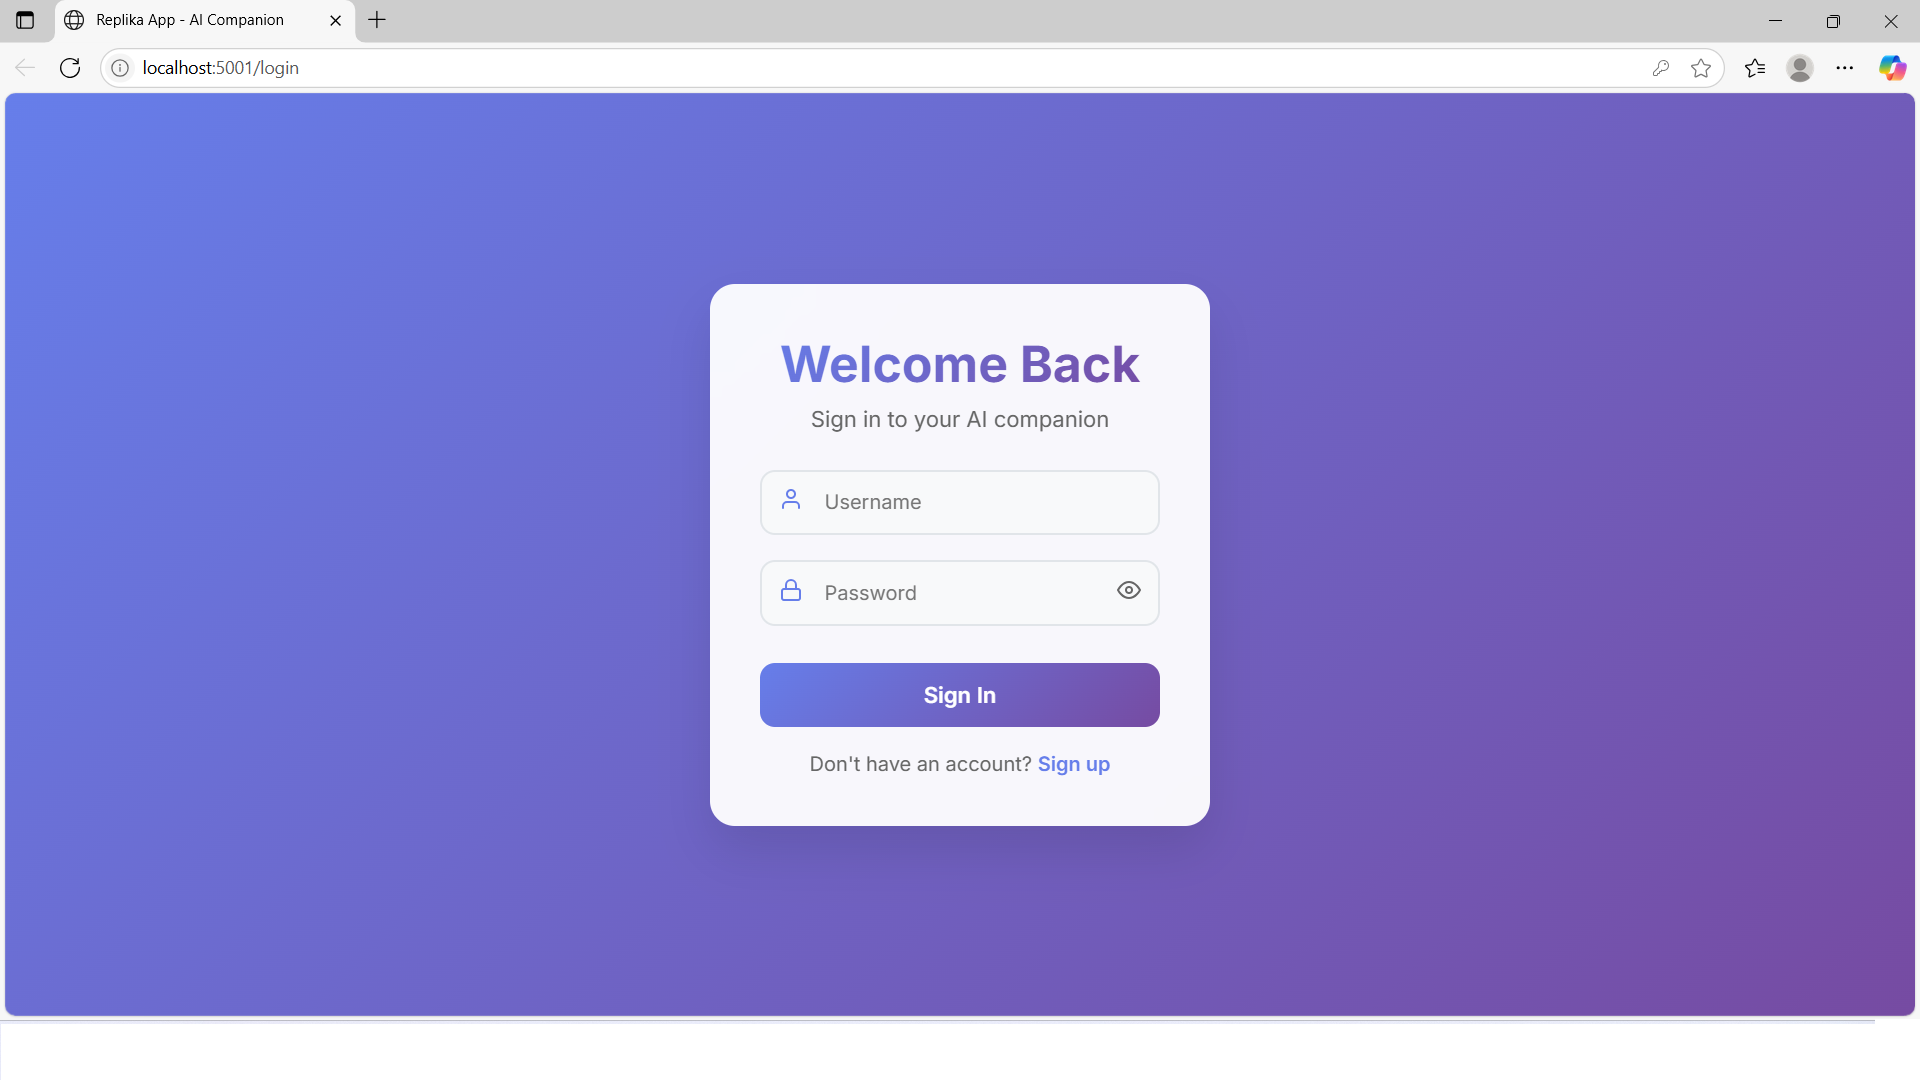 Replika App - AI Companion
localhost:5001/login
Welcome Back
Sign in to your AI companion
Username
Password
Sign In
Don't have an account? Sign up